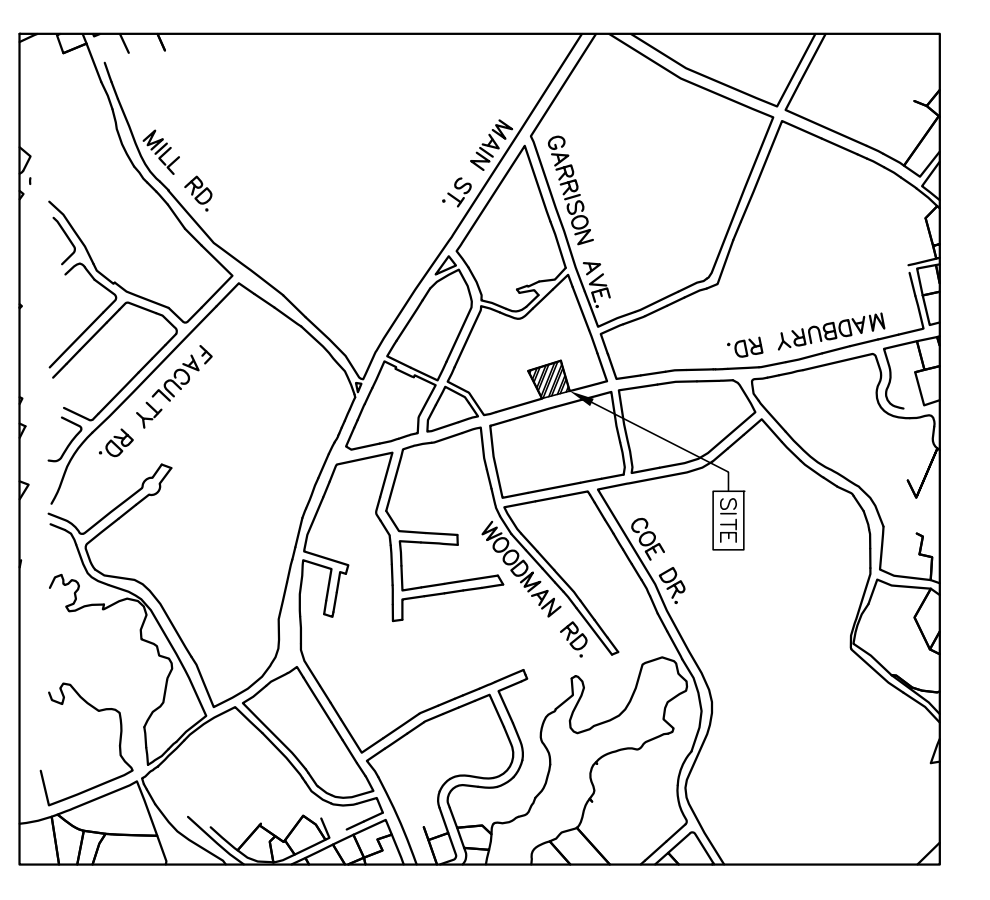 MILL RD.
MAIN ST.
GARRISON AVE.
MADBURY RD.
FACULTY RD.
SITE
WOODMAN RD.
COE DR.